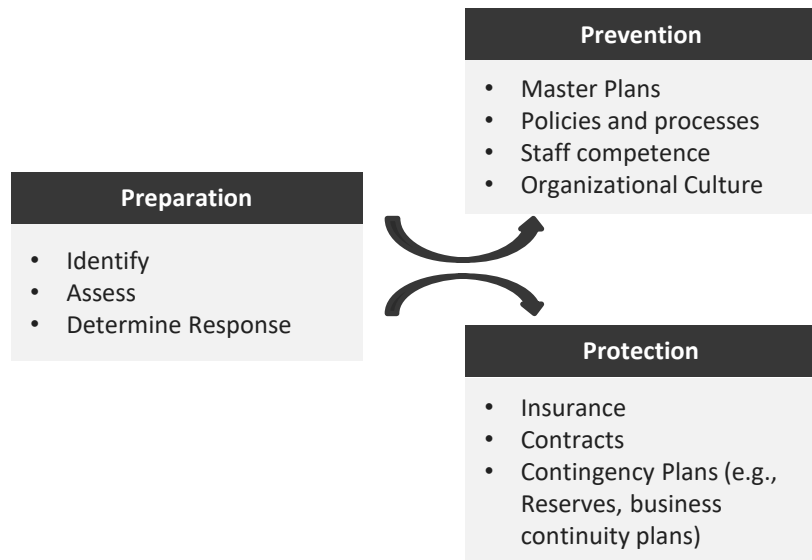 Prevention
• Master Plans
• Policies and processes
• Staff competence
• Organizational Culture
Preparation
• Identify
• Assess
• Determine Response
Protection
• Insurance
• Contracts
• Contingency Plans (e.g.,
Reserves, business
continuity plans)